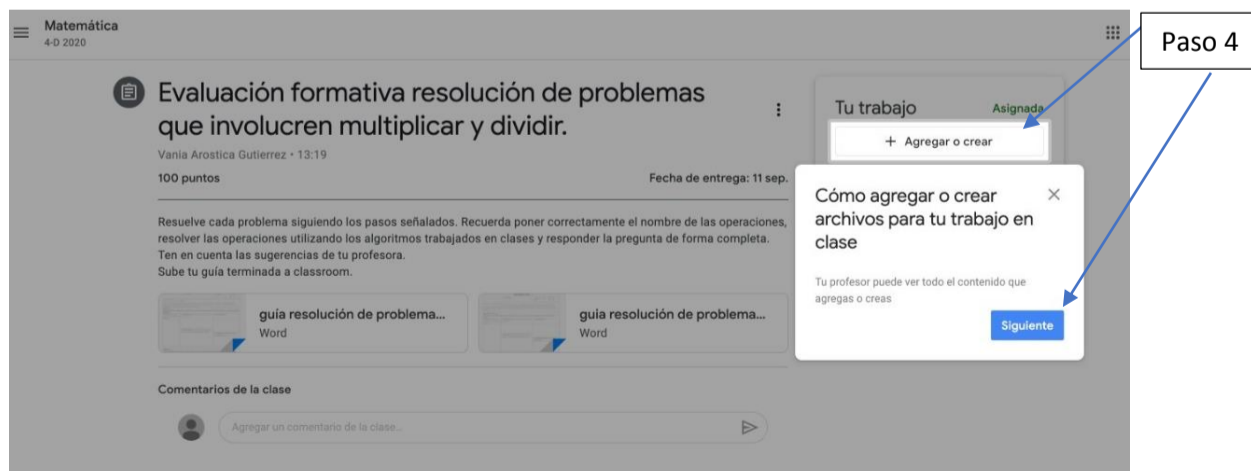 Matemática
4-D 2020
Paso 4
Evaluación formativa resolución de problemas
que involucren multiplicar y dividir.
Vania Arostica Gutierrez • 13:19
100 puntos
Fecha de entrega: 11 sep.
Resuelve cada problema siguiendo los pasos señalados. Recuerda poner correctamente el nombre de las operaciones,
resolver las operaciones utilizando los algoritmos trabajados en clases y responder la pregunta de forma completa.
Ten en cuenta las sugerencias de tu profesora.
Sube tu guía terminada a classroom.
guía resolución de problema...
Word
guia resolución de problema...
Word
Comentarios de la clase
Agregar un comentario de la clase...
Tu trabajo
Asignada
+ Agregar o crear
Cómo agregar o crear
archivos para tu trabajo en
clase
Tu profesor puede ver todo el contenido que
agregas o creas
Siguiente